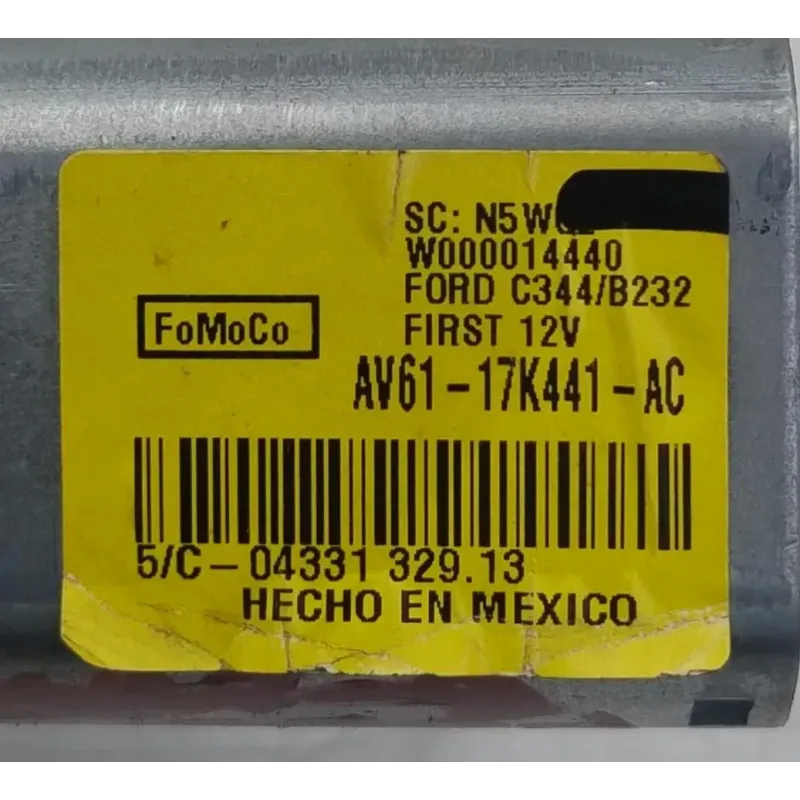 SC: N5W
W000014440
FORD C344/B232
FoMoCo
FIRST 12V
AV61-17K441-AC
5/C-04331 329.13
HECHO EN MEXICO